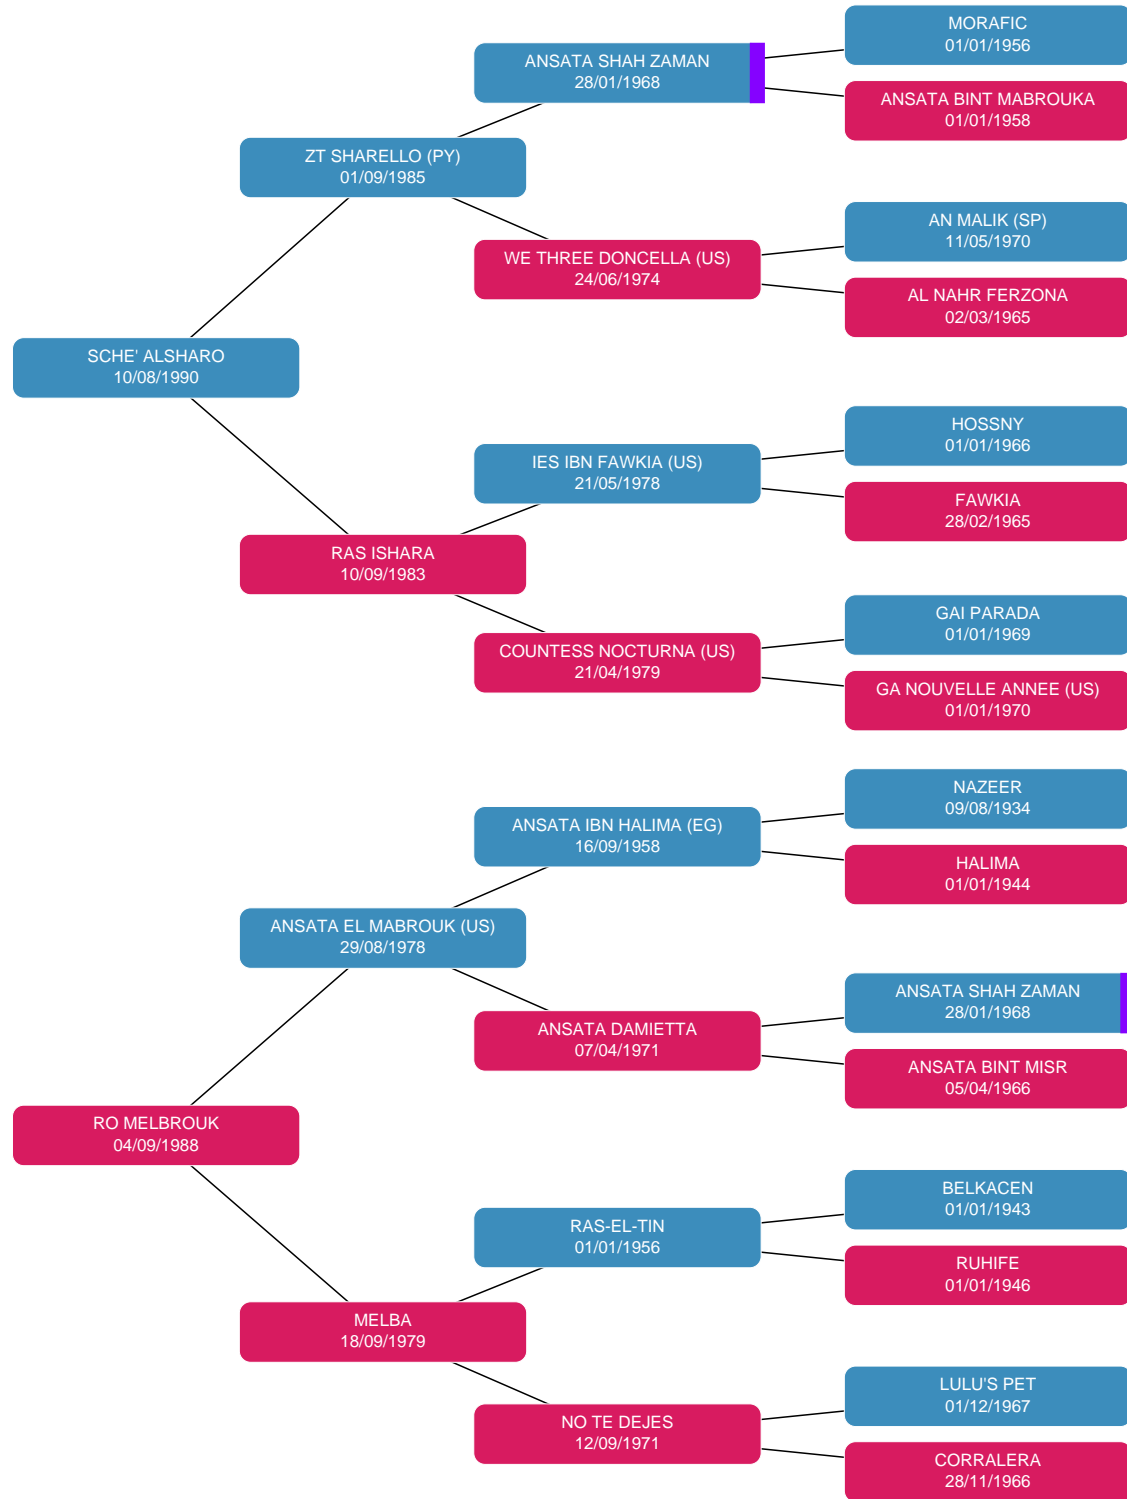 MORAFIC
01/01/1956
ANSATA SHAH ZAMAN
28/01/1968
ANSATA BINT MABROUKA
01/01/1958
ZT SHARELLO (PY)
01/09/1985
AN MALIK (SP)
11/05/1970
WE THREE DONCELLA (US)
24/06/1974
AL NAHR FERZONA
02/03/1965
SCHE' ALSHARO
10/08/1990
HOSSNY
01/01/1966
IES IBN FAWKIA (US)
21/05/1978
FAWKIA
28/02/1965
RAS ISHARA
10/09/1983
GAI PARADA
01/01/1969
COUNTESS NOCTURNA (US)
21/04/1979
GA NOUVELLE ANNEE (US)
01/01/1970
NAZEER
09/08/1934
ANSATA IBN HALIMA (EG)
16/09/1958
HALIMA
01/01/1944
ANSATA EL MABROUK (US)
29/08/1978
ANSATA SHAH ZAMAN
28/01/1968
ANSATA DAMIETTA
07/04/1971
ANSATA BINT MISR
05/04/1966
RO MELBROUK
04/09/1988
BELKACEN
01/01/1943
RAS-EL-TIN
01/01/1956
RUHIFE
01/01/1946
MELBA
18/09/1979
LULU'S PET
01/12/1967
NO TE DEJES
12/09/1971
CORRALERA
28/11/1966